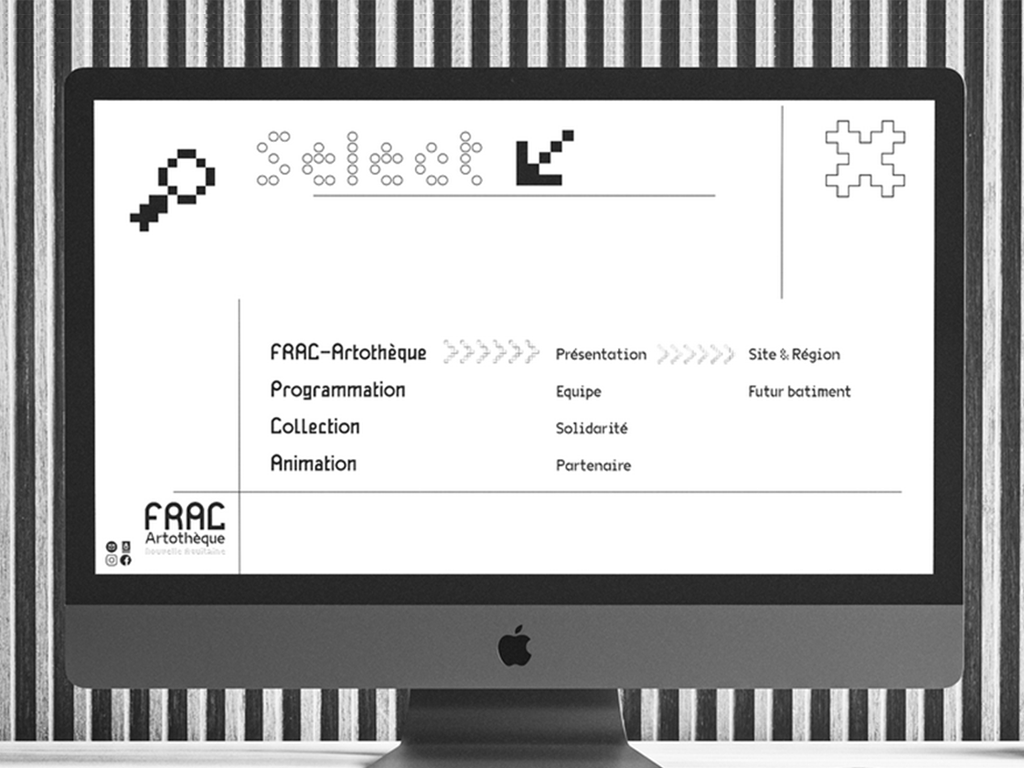 Select
FRAC-Artothèque Présentation Site & Région
Programmation Equipe Futur batiment
Collection Solidarité
Animation Partenaire
FRAC
Artothèque
Nouvelle Aquitaine